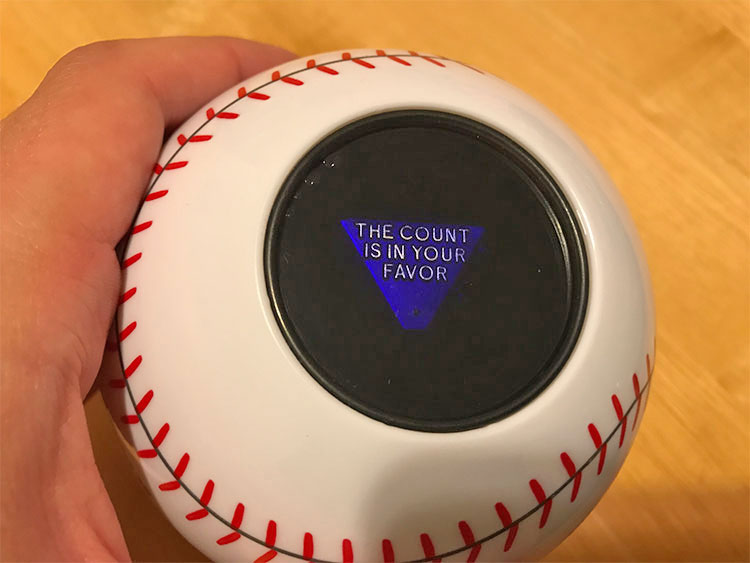 THE COUNT
IS IN YOUR
FAVOR